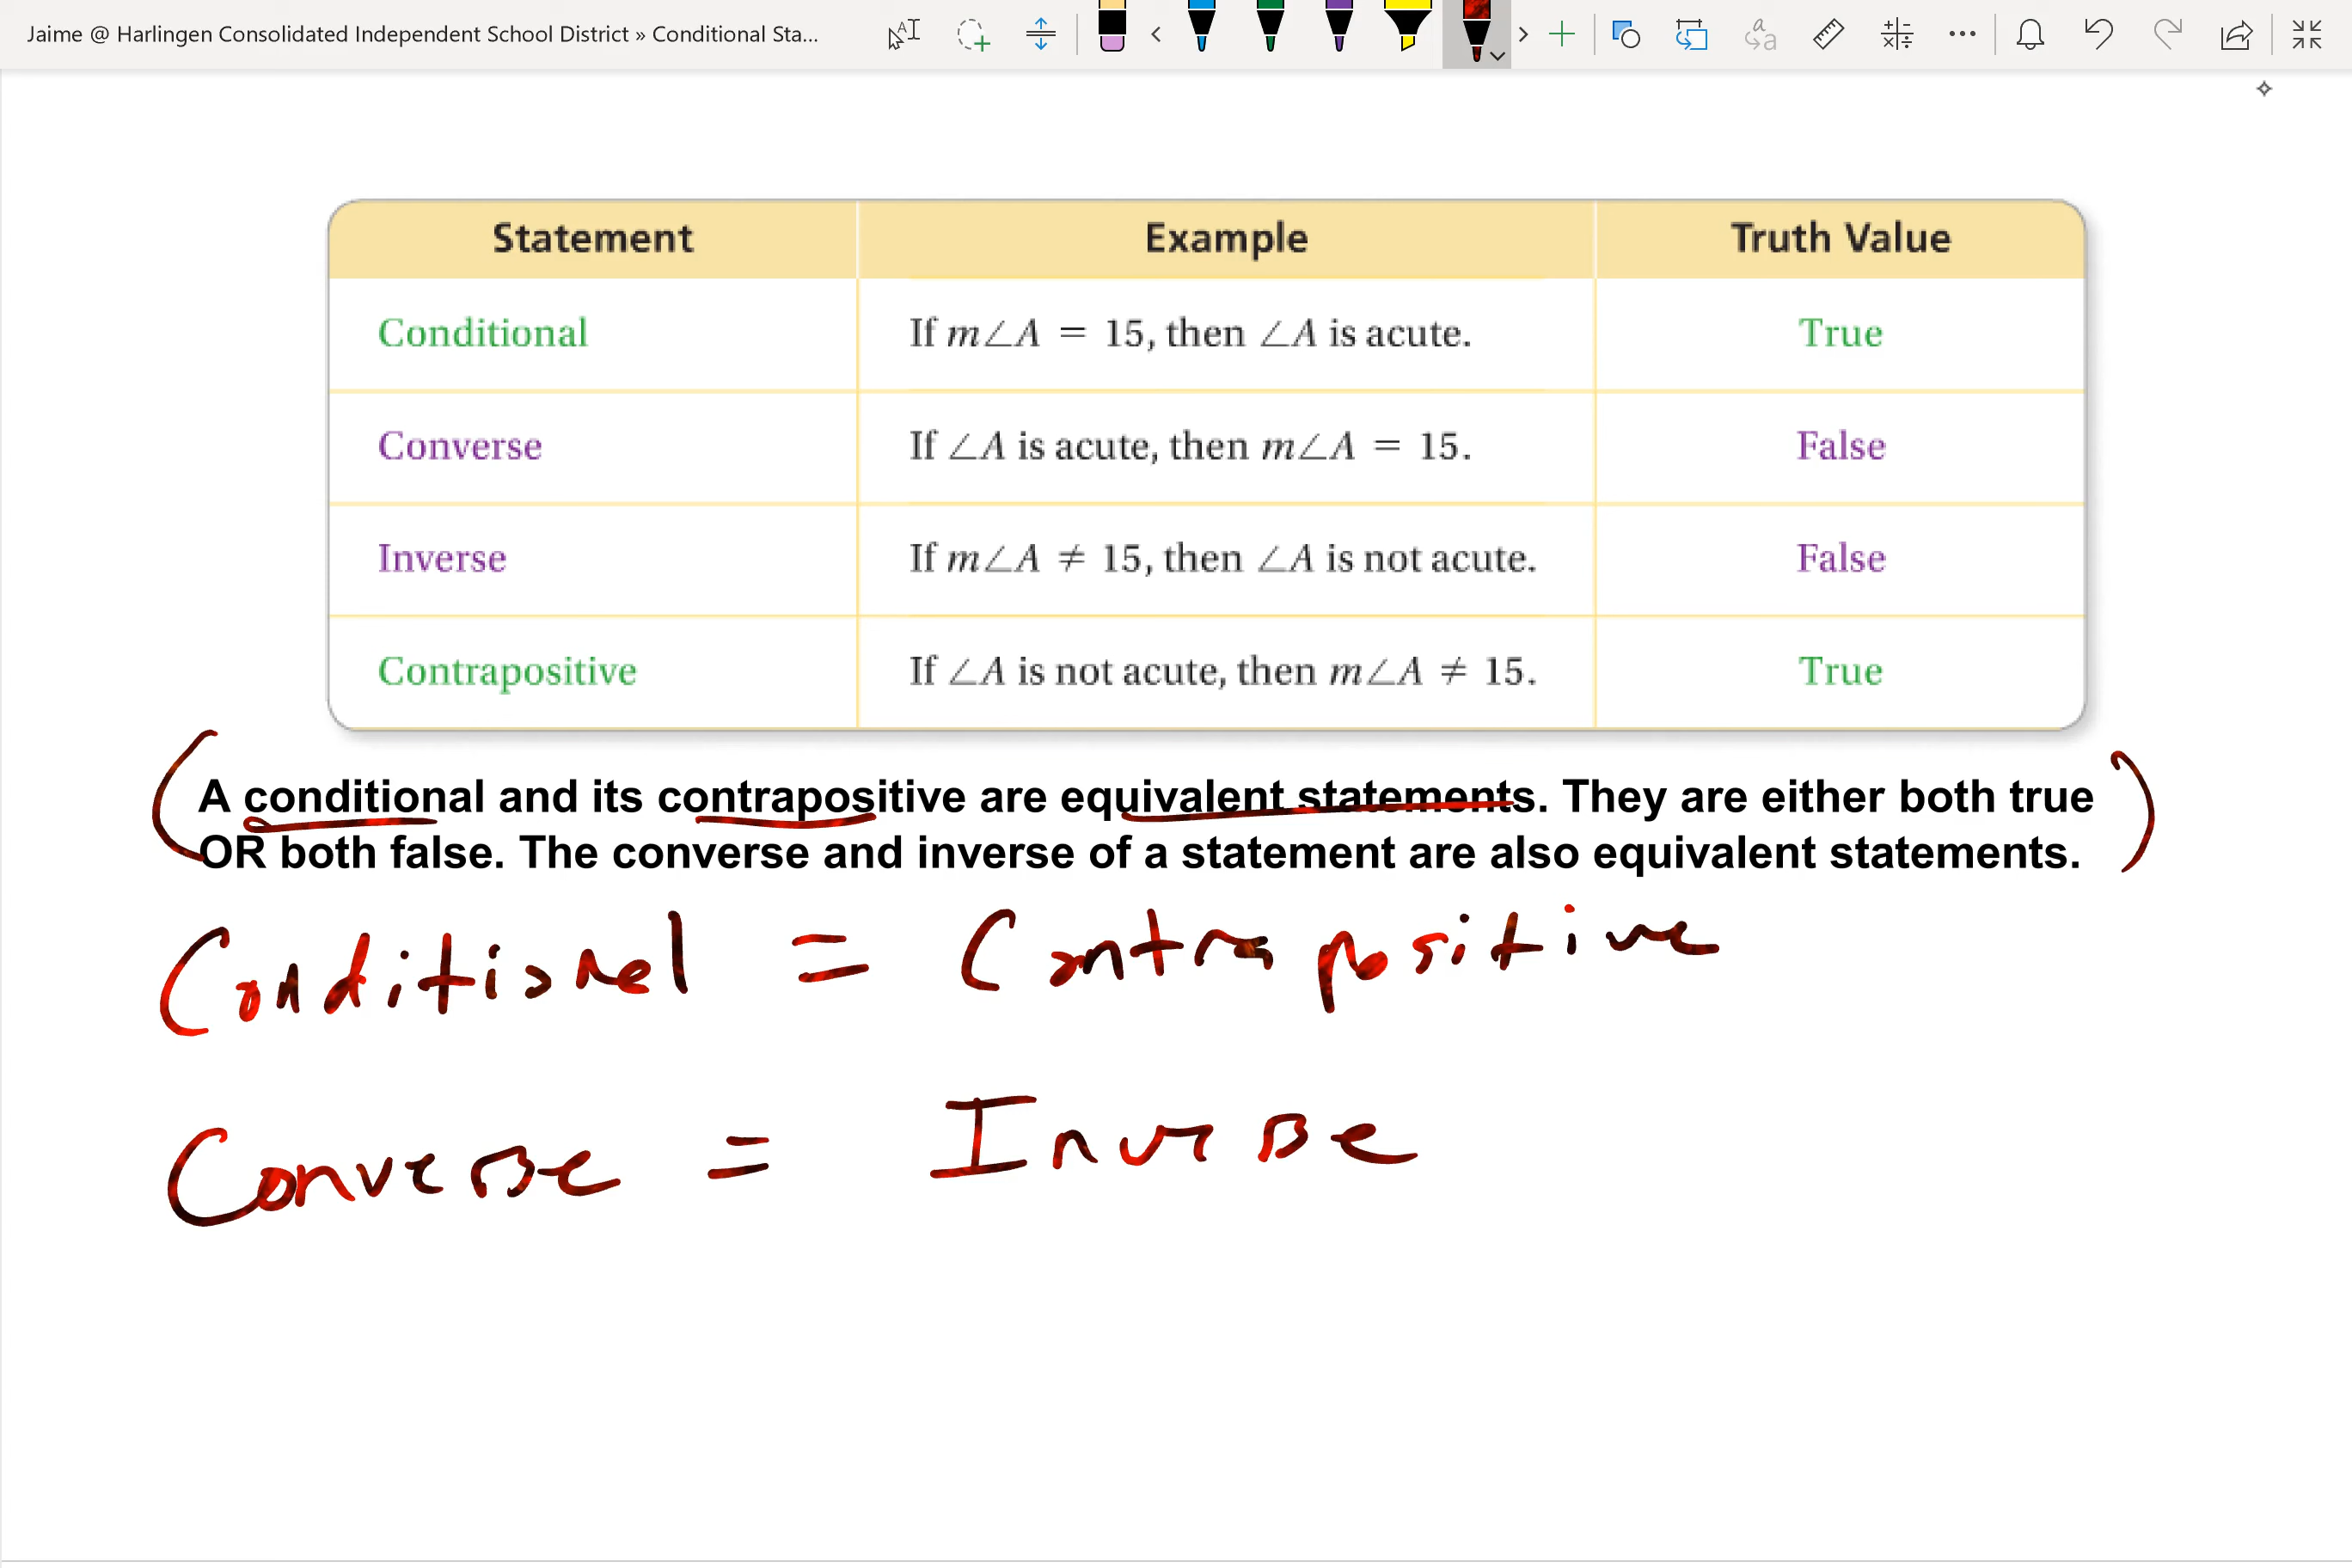 Jaime @ Harlingen Consolidated Independent School District » Conditional Sta...
Statement Example Truth Value
Conditional If m∠A = 15, then ∠A is acute. True
Converse If ∠A is acute, then m∠A = 15. False
Inverse If m∠A ≠ 15, then ∠A is not acute. False
Contrapositive If ∠A is not acute, then m∠A ≠ 15. True
A conditional and its contrapositive are equivalent statements. They are either both true
OR both false. The converse and inverse of a statement are also equivalent statements.
Conditional = Contrapositive
Converse = Inverse